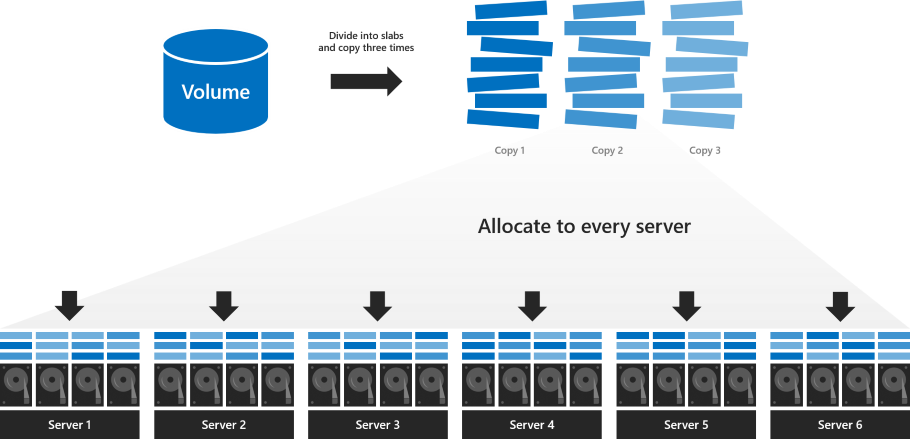 Divide into slabs
and copy three times
Volume
Copy 1
Copy 2
Copy 3
Allocate to every server
Server 1
Server 2
Server 3
Server 4
Server 5
Server 6